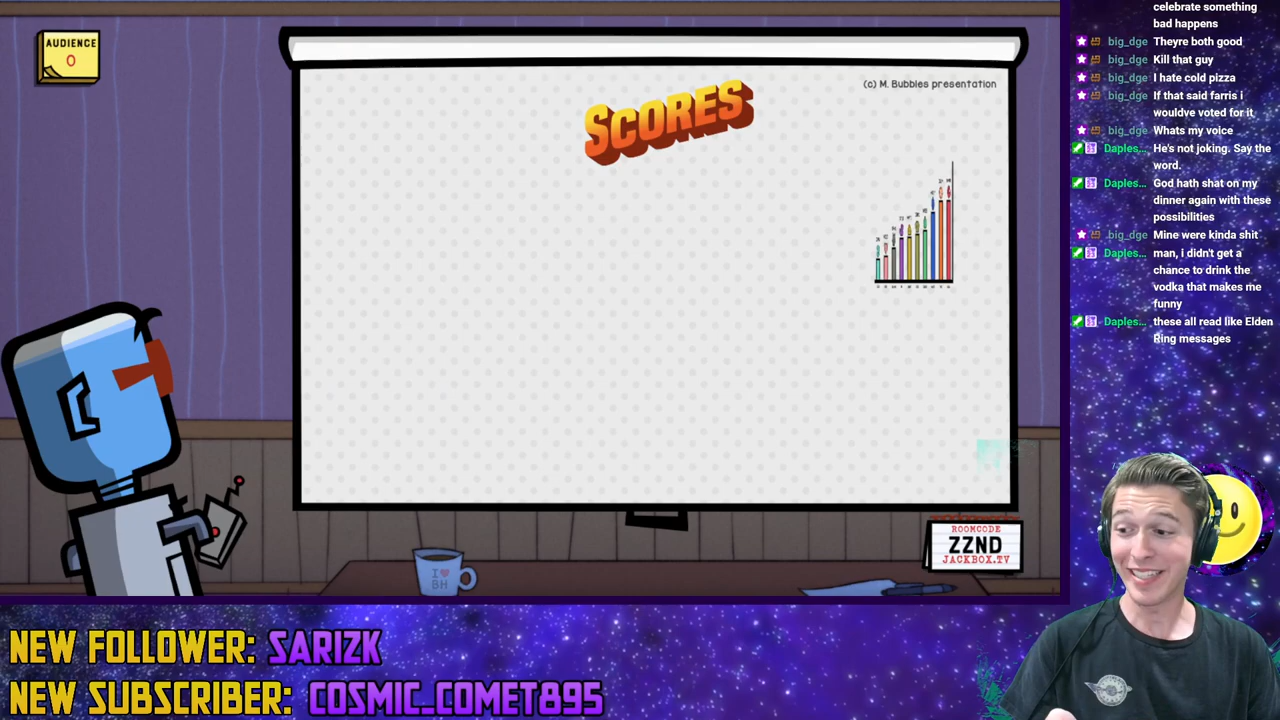 AUDIENCE
0
(c) M. Bubbles presentation
SCORES
I ♥
BH
ROOMCODE
ZZND
JACKBOX.TV
celebrate something
bad happens
big_dge Theyre both good
big_dge Kill that guy
big_dge I hate cold pizza
big_dge If that said farris i
wouldve voted for it
big_dge Whats my voice
Daples... He's not joking. Say the
word.
Daples... God hath shat on my
dinner again with these
possibilities
big_dge Mine were kinda shit
Daples... man, i didn't get a
chance to drink the
vodka that makes me
funny
Daples... these all read like Elden
Ring messages
NEW FOLLOWER: SARIZK
NEW SUBSCRIBER: COSMIC_COMET895